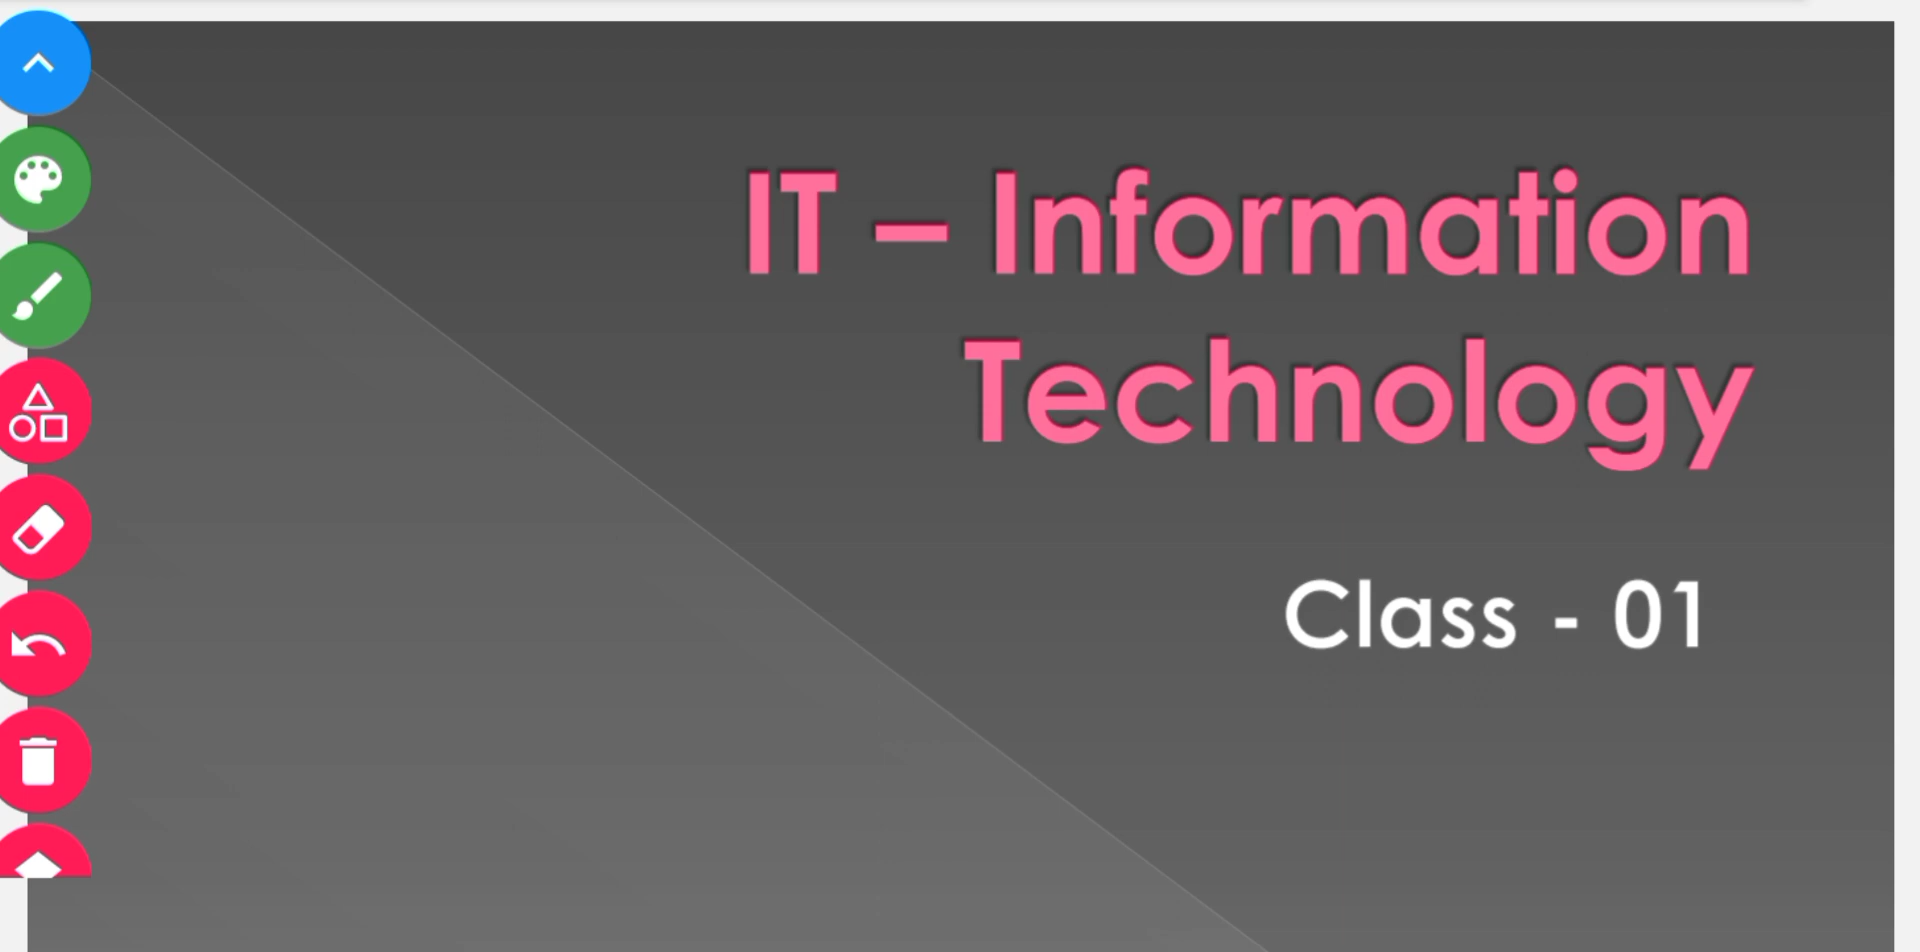 IT – Information
Technology
Class - 01